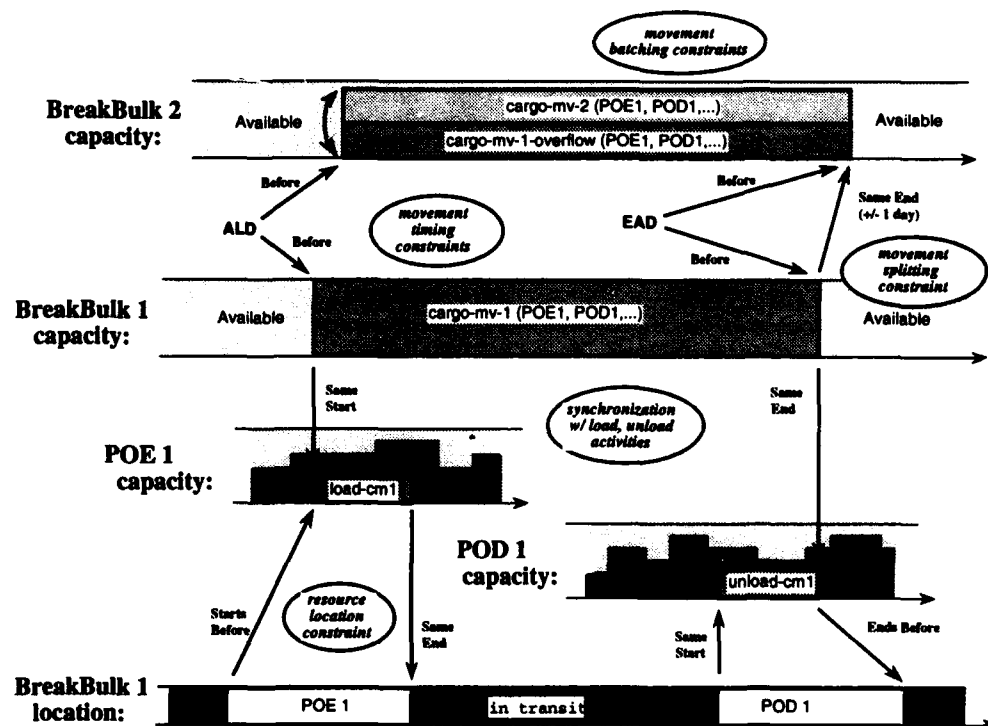 movement
batching constraints
BreakBulk 2
capacity:
Available
cargo-mv-2 (POE1, POD1,...)
cargo-mv-1-overflow (POE1, POD1,...)
Available
Before
Before
Same End
(+/- 1 day)
ALD
movement
timing
constraints
EAD
Before
Before
movement
splitting
constraint
BreakBulk 1
capacity:
Available
cargo-mv-1 (POE1, POD1,...)
Available
Same
Start
Same
End
synchronization
w/ load, unload
activities
POE 1
capacity:
load-cm1
POD 1
capacity:
unload-cm1
Starts
Before
resource
location
constraint
Same
End
Same
Start
Ends Before
BreakBulk 1
location:
POE 1
in transit
POD 1